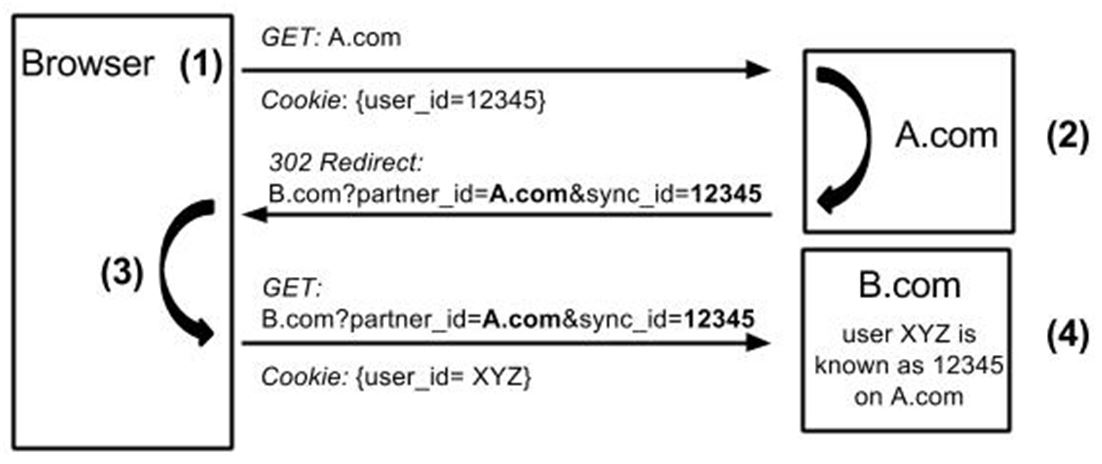 Browser (1)
GET: A.com
Cookie: {user_id=12345}
A.com (2)
302 Redirect:
B.com?partner_id=A.com&sync_id=12345
(3)
GET:
B.com?partner_id=A.com&sync_id=12345
Cookie: {user_id= XYZ}
B.com
user XYZ is
known as 12345
on A.com
(4)